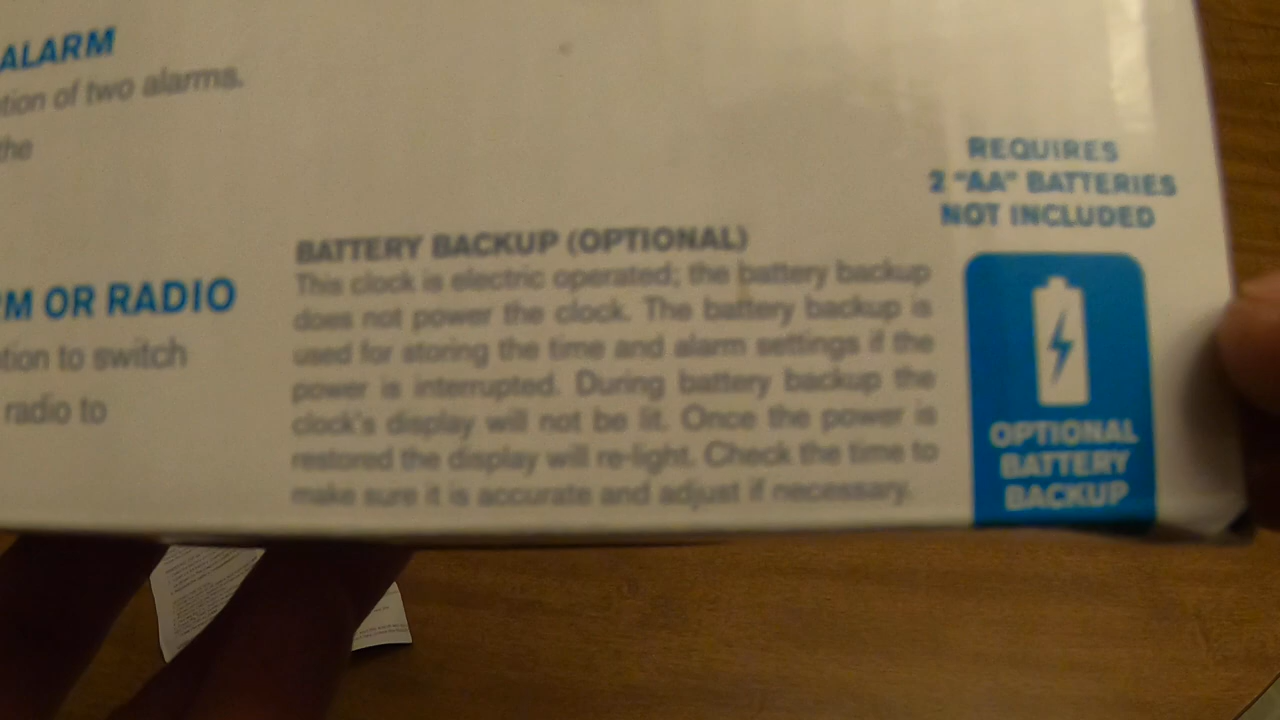 ALARM
tion of two alarms.
the
REQUIRES
2 "AA" BATTERIES
NOT INCLUDED
BATTERY BACKUP (OPTIONAL)
This clock is electric operated; the battery backup
does not power the clock. The battery backup is
used for storing the time and alarm settings if the
power is interrupted. During battery backup the
clock's display will not be lit. Once the power is
restored the display will re-light. Check the time to
make sure it is accurate and adjust if necessary.
M OR RADIO
tion to switch
radio to
OPTIONAL
BATTERY
BACKUP